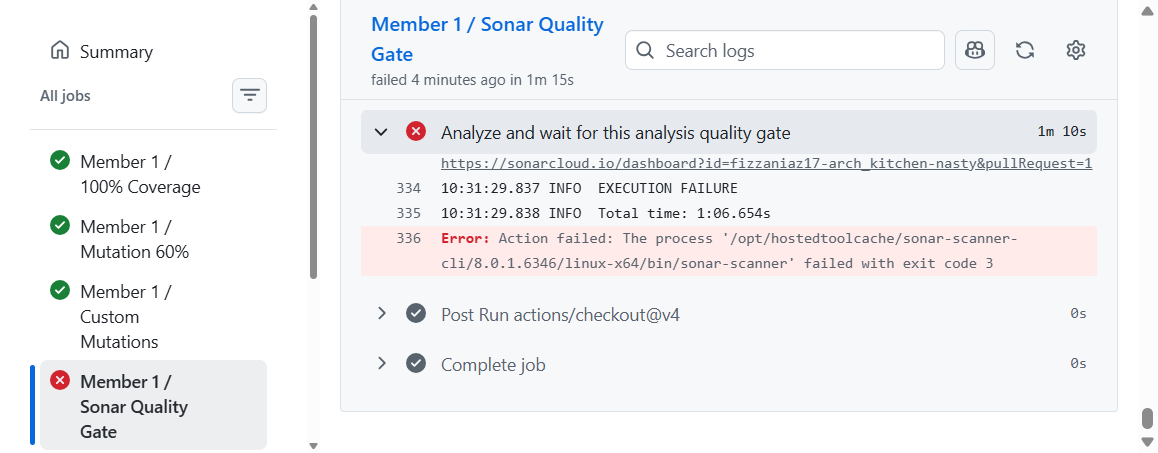 Summary
All jobs
Member 1 /
100% Coverage
Member 1 /
Mutation 60%
Member 1 /
Custom
Mutations
Member 1 /
Sonar Quality
Gate
Member 1 / Sonar Quality
Gate
failed 4 minutes ago in 1m 15s
Search logs
Analyze and wait for this analysis quality gate 1m 10s
https://sonarcloud.io/dashboard?id=fizzaniaz17-arch_kitchen-nasty&pullRequest=1
334 10:31:29.837 INFO EXECUTION FAILURE
335 10:31:29.838 INFO Total time: 1:06.654s
336 Error: Action failed: The process '/opt/hostedtoolcache/sonar-scanner-
cli/8.0.1.6346/linux-x64/bin/sonar-scanner' failed with exit code 3
Post Run actions/checkout@v4 0s
Complete job 0s